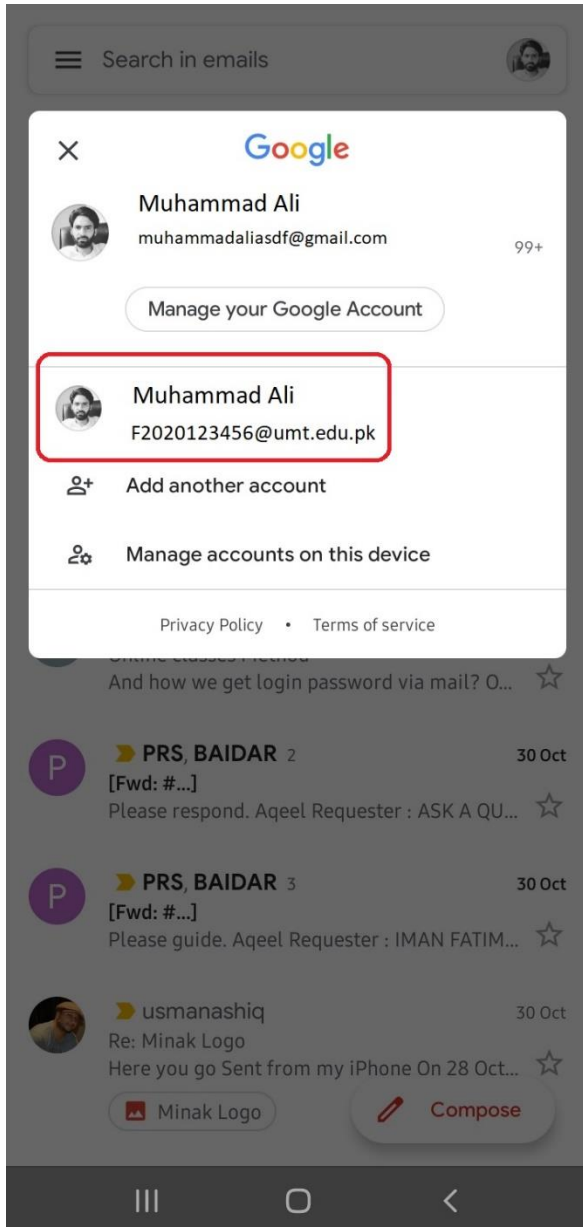 Search in emails
Google
Muhammad Ali
muhammadaliasdf@gmail.com
99+
Manage your Google Account
Muhammad Ali
F2020123456@umt.edu.pk
Add another account
Manage accounts on this device
Privacy Policy • Terms of service
And how we get login password via mail? O...
P
PRS, BAIDAR 2
30 Oct
[Fwd: #...]
Please respond. Aqeel Requester : ASK A QU...
P
PRS, BAIDAR 3
30 Oct
[Fwd: #...]
Please guide. Aqeel Requester : IMAN FATIM...
usmanashiq
30 Oct
Re: Minak Logo
Here you go Sent from my iPhone On 28 Oct...
Minak Logo
Compose